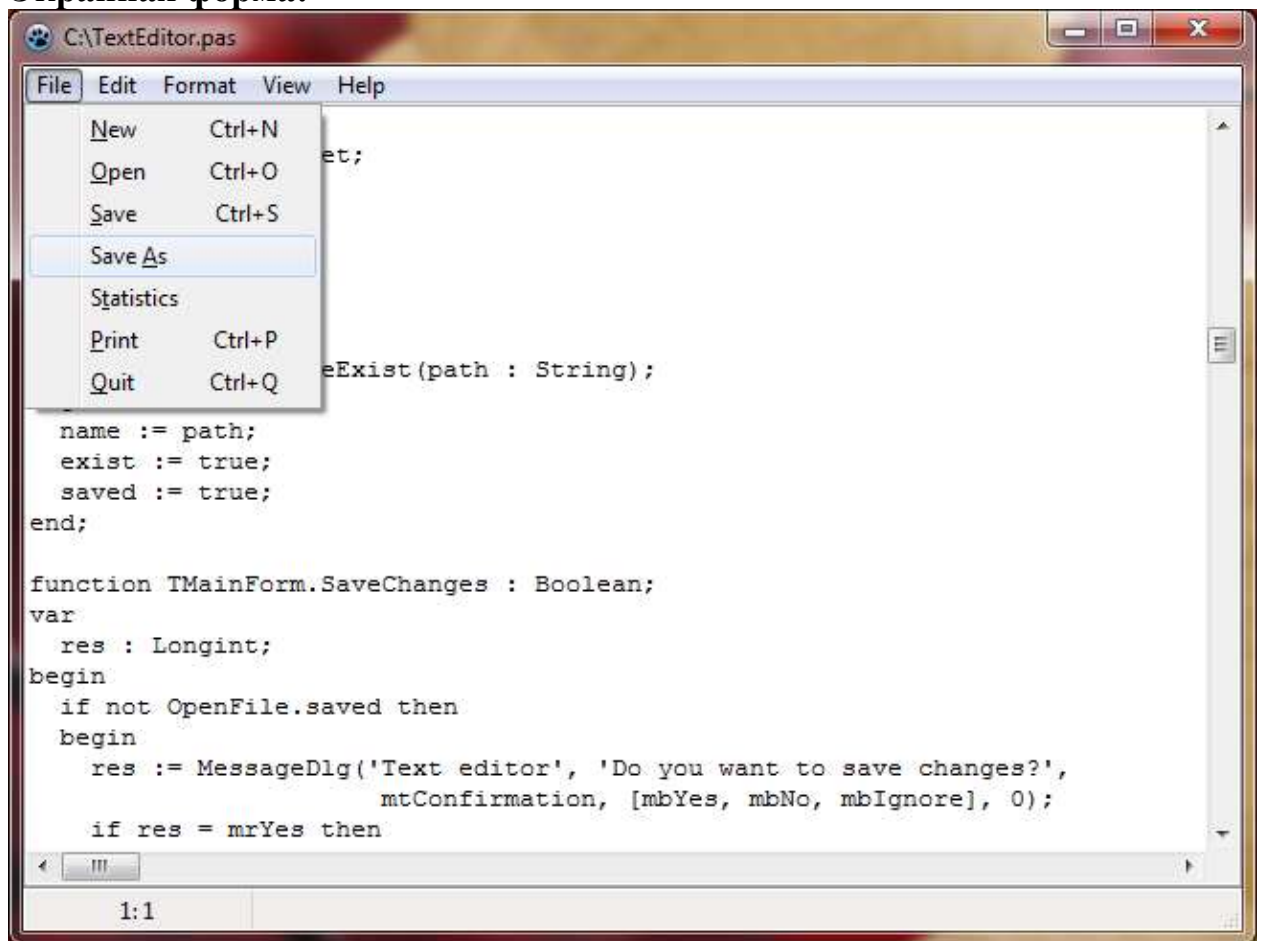 C:\TextEditor.pas
File Edit Format View Help
New Ctrl+N
Open Ctrl+O
Save Ctrl+S
Save As
Statistics
Print Ctrl+P
Quit Ctrl+Q
et;
eExist(path : String);
name := path;
exist := true;
saved := true;
end;
function TMainForm.SaveChanges : Boolean;
var
res : Longint;
begin
if not OpenFile.saved then
begin
res := MessageDlg('Text editor', 'Do you want to save changes?',
mtConfirmation, [mbYes, mbNo, mbIgnore], 0);
if res = mrYes then
1:1